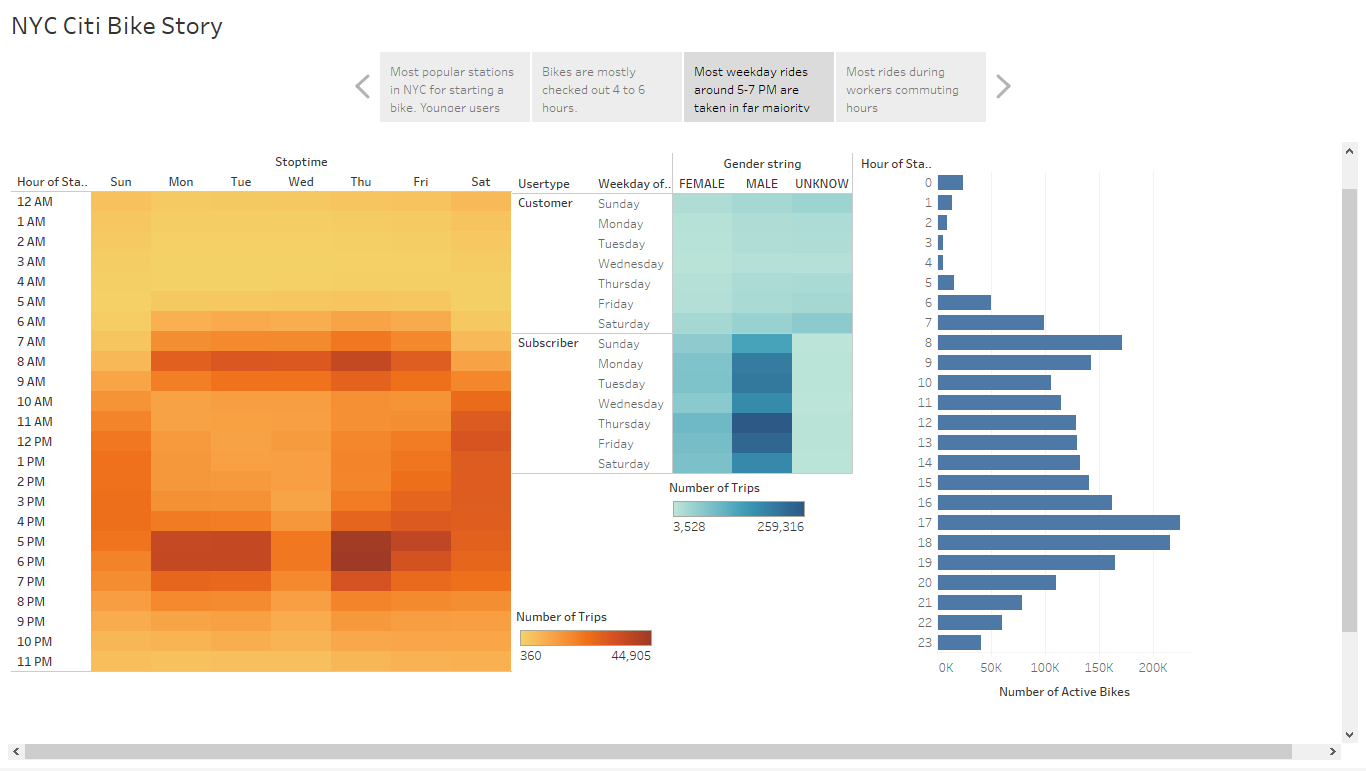 NYC Citi Bike Story
Most popular stations
in NYC for starting a
bike. Younger users
Bikes are mostly
checked out 4 to 6
hours.
Most weekday rides
around 5-7 PM are
taken in far majority
Most rides during
workers commuting
hours
Stoptime
Hour of Sta.. Sun Mon Tue Wed Thu Fri Sat
12 AM
1 AM
2 AM
3 AM
4 AM
5 AM
6 AM
7 AM
8 AM
9 AM
10 AM
11 AM
12 PM
1 PM
2 PM
3 PM
4 PM
5 PM
6 PM
7 PM
8 PM
9 PM
10 PM
11 PM
Number of Trips
360 44,905
Gender string
Usertype Weekday of.. FEMALE MALE UNKNOW
Customer Sunday
Monday
Tuesday
Wednesday
Thursday
Friday
Saturday
Subscriber Sunday
Monday
Tuesday
Wednesday
Thursday
Friday
Saturday
Number of Trips
3,528 259,316
Hour of Sta..
0
1
2
3
4
5
6
7
8
9
10
11
12
13
14
15
16
17
18
19
20
21
22
23
0K 50K 100K 150K 200K
Number of Active Bikes